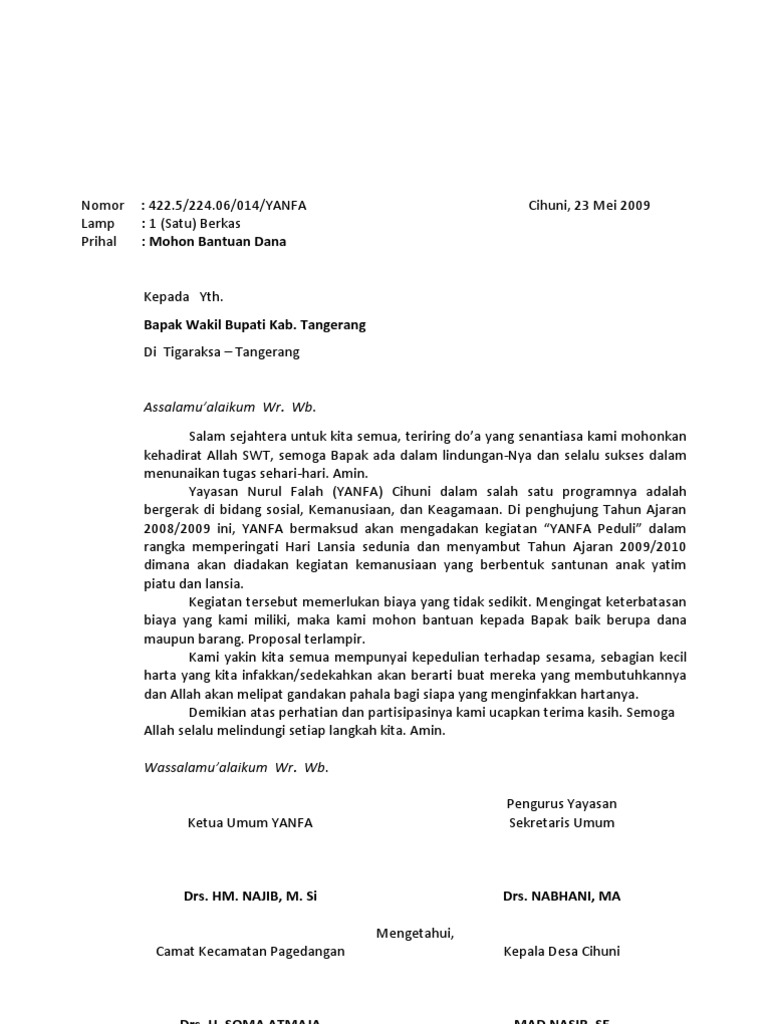 Nomor : 422.5/224.06/014/YANFA Cihuni, 23 Mei 2009
Lamp : 1 (Satu) Berkas
Prihal : Mohon Bantuan Dana
Kepada Yth.
Bapak Wakil Bupati Kab. Tangerang
Di Tigaraksa – Tangerang
Assalamu’alaikum Wr. Wb.
Salam sejahtera untuk kita semua, teriring do’a yang senantiasa kami mohonkan
kehadirat Allah SWT, semoga Bapak ada dalam lindungan-Nya dan selalu sukses dalam
menunaikan tugas sehari-hari. Amin.
Yayasan Nurul Falah (YANFA) Cihuni dalam salah satu programnya adalah
bergerak di bidang sosial, Kemanusiaan, dan Keagamaan. Di penghujung Tahun Ajaran
2008/2009 ini, YANFA bermaksud akan mengadakan kegiatan “YANFA Peduli” dalam
rangka memperingati Hari Lansia sedunia dan menyambut Tahun Ajaran 2009/2010
dimana akan diadakan kegiatan kemanusiaan yang berbentuk santunan anak yatim
piatu dan lansia.
Kegiatan tersebut memerlukan biaya yang tidak sedikit. Mengingat keterbatasan
biaya yang kami miliki, maka kami mohon bantuan kepada Bapak baik berupa dana
maupun barang. Proposal terlampir.
Kami yakin kita semua mempunyai kepedulian terhadap sesama, sebagian kecil
harta yang kita infakkan/sedekahkan akan berarti buat mereka yang membutuhkannya
dan Allah akan melipat gandakan pahala bagi siapa yang menginfakkan hartanya.
Demikian atas perhatian dan partisipasinya kami ucapkan terima kasih. Semoga
Allah selalu melindungi setiap langkah kita. Amin.
Wassalamu’alaikum Wr. Wb.
Pengurus Yayasan
Ketua Umum YANFA Sekretaris Umum
Drs. HM. NAJIB, M. Si Drs. NABHANI, MA
Mengetahui,
Camat Kecamatan Pagedangan Kepala Desa Cihuni
Drs. H. SOMA ATMAJA MAD NASIR, SE